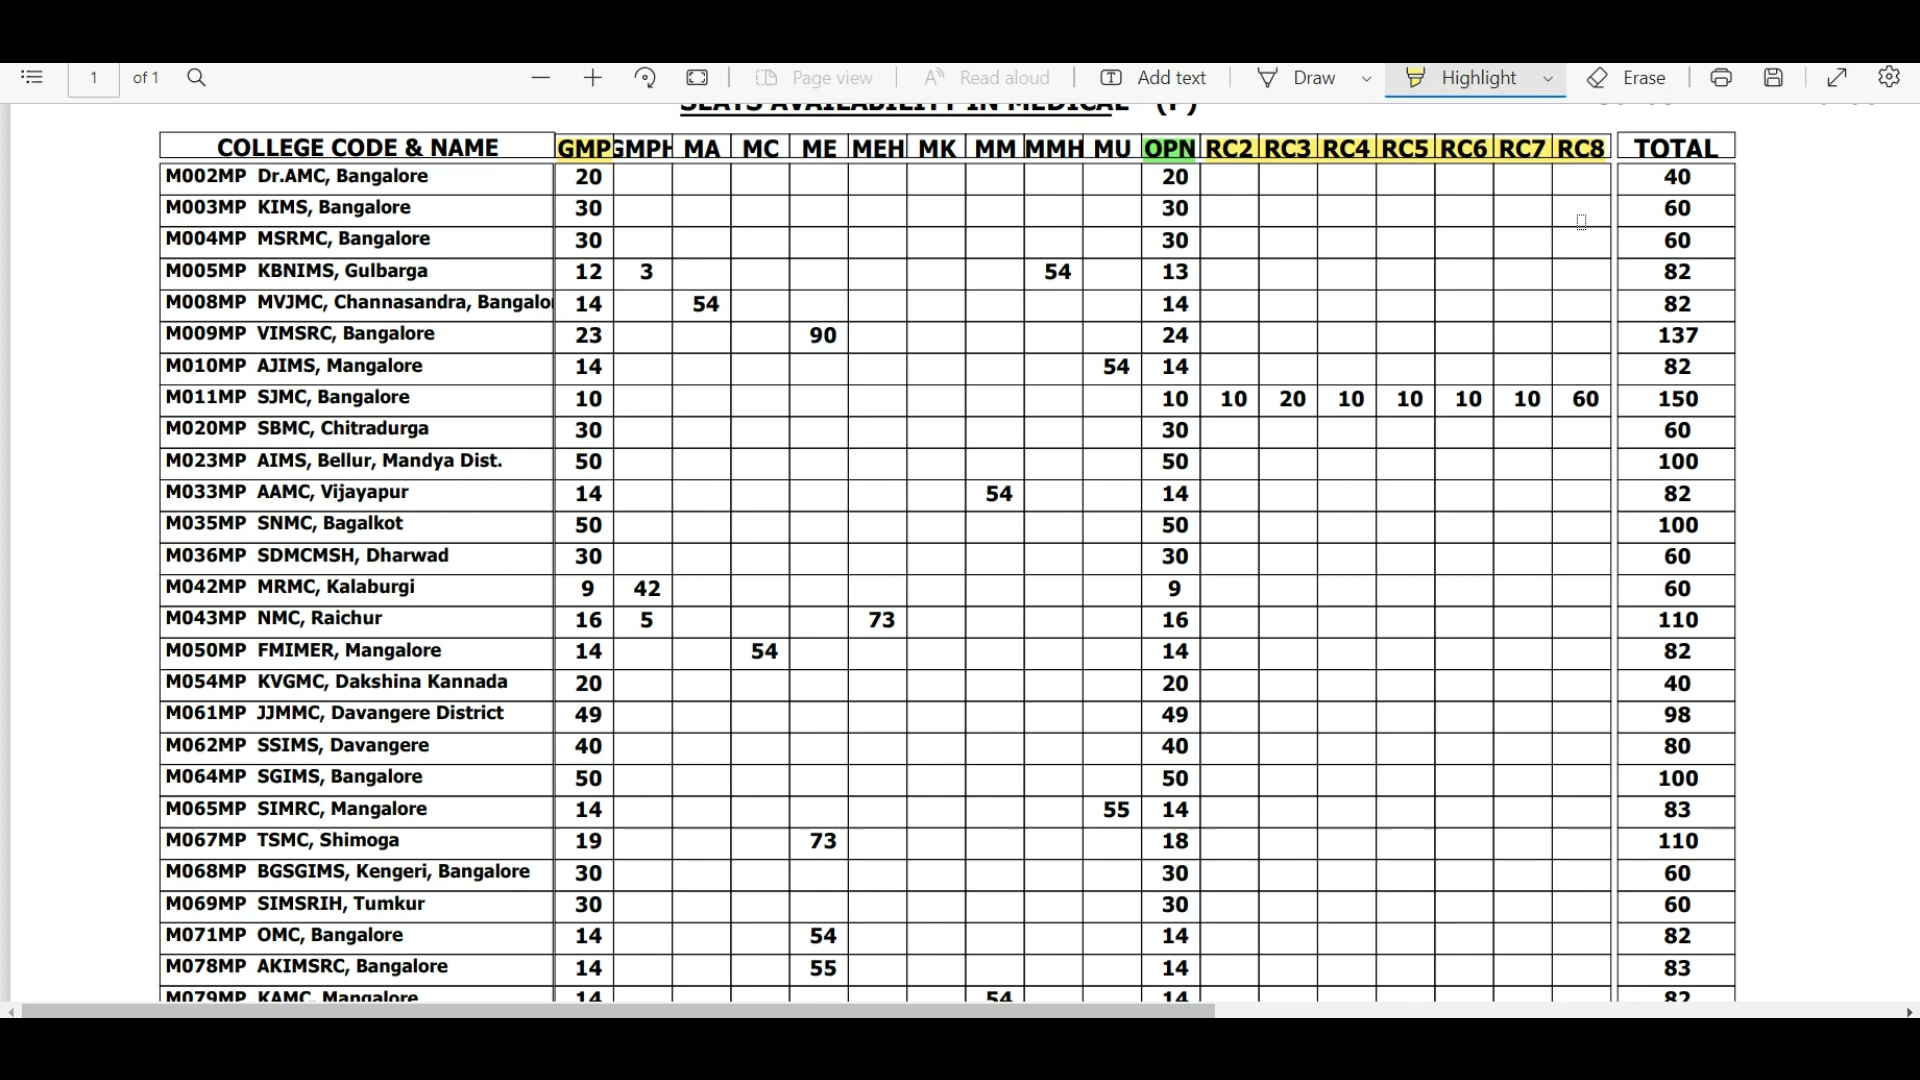 1 of 1 Page view Read aloud Add text Draw Highlight Erase
SEATS AVAILABILITY IN MEDICAL (P)
COLLEGE CODE & NAME GMP GMPH MA MC ME MEH MK MM MMH MU OPN RC2 RC3 RC4 RC5 RC6 RC7 RC8 TOTAL
M002MP Dr.AMC, Bangalore 20 20 40
M003MP KIMS, Bangalore 30 30 60
M004MP MSRMC, Bangalore 30 30 60
M005MP KBNIMS, Gulbarga 12 3 54 13 82
M008MP MVJMC, Channasandra, Bangalo 14 54 14 82
M009MP VIMSRC, Bangalore 23 90 24 137
M010MP AJIMS, Mangalore 14 54 14 82
M011MP SJMC, Bangalore 10 10 10 20 10 10 10 10 60 150
M020MP SBMC, Chitradurga 30 30 60
M023MP AIMS, Bellur, Mandya Dist. 50 50 100
M033MP AAMC, Vijayapur 14 54 14 82
M035MP SNMC, Bagalkot 50 50 100
M036MP SDMCMSH, Dharwad 30 30 60
M042MP MRMC, Kalaburgi 9 42 9 60
M043MP NMC, Raichur 16 5 73 16 110
M050MP FMIMER, Mangalore 14 54 14 82
M054MP KVGMC, Dakshina Kannada 20 20 40
M061MP JJMMC, Davangere District 49 49 98
M062MP SSIMS, Davangere 40 40 80
M064MP SGIMS, Bangalore 50 50 100
M065MP SIMRC, Mangalore 14 55 14 83
M067MP TSMC, Shimoga 19 73 18 110
M068MP BGSGIMS, Kengeri, Bangalore 30 30 60
M069MP SIMSRIH, Tumkur 30 30 60
M071MP OMC, Bangalore 14 54 14 82
M078MP AKIMSRC, Bangalore 14 55 14 83
M079MP KAMC, Mangalore 14 54 14 82